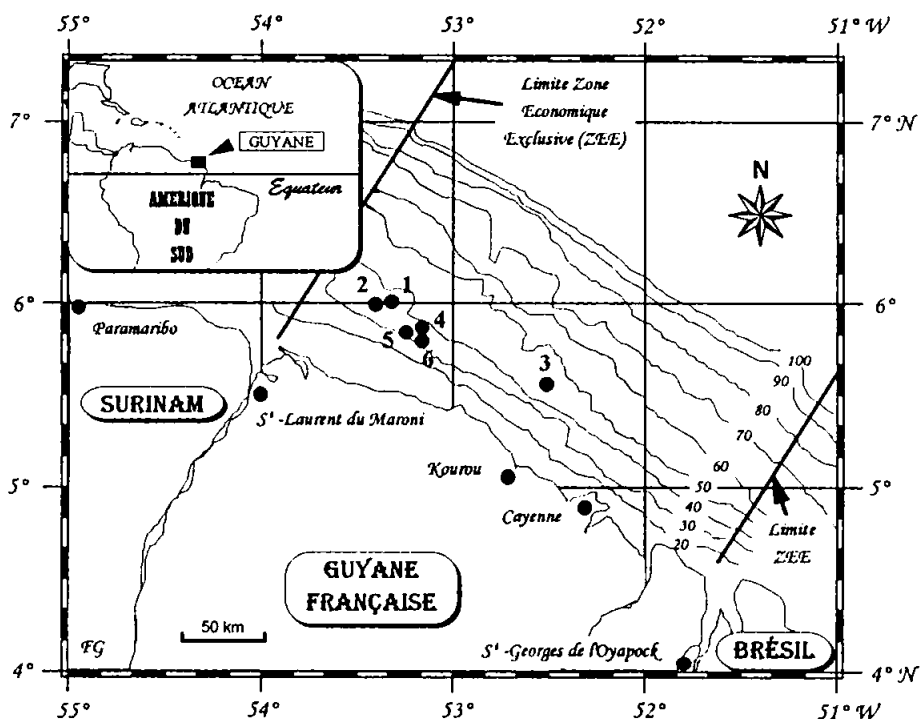 55°
54°
53°
52°
51° W
OCEAN
ATLANTIQUE
GUYANE
Equateur
AMERIQUE
DU
SUD
Limite Zone
Economique
Exclusive (ZEE)
7°
7° N
N
6°
6°
2
1
4
5
6
3
Paramaribo
SURINAM
Sᵗ -Laurent du Maroni
Kourou
Cayenne
100
90
80
70
60
50
40
30
20
5°
5°
Limite
ZEE
GUYANE
FRANÇAISE
50 km
FG
Sᵗ -Georges de l'Oyapock
BRÉSIL
4°
4° N
55°
54°
53°
52°
51° W